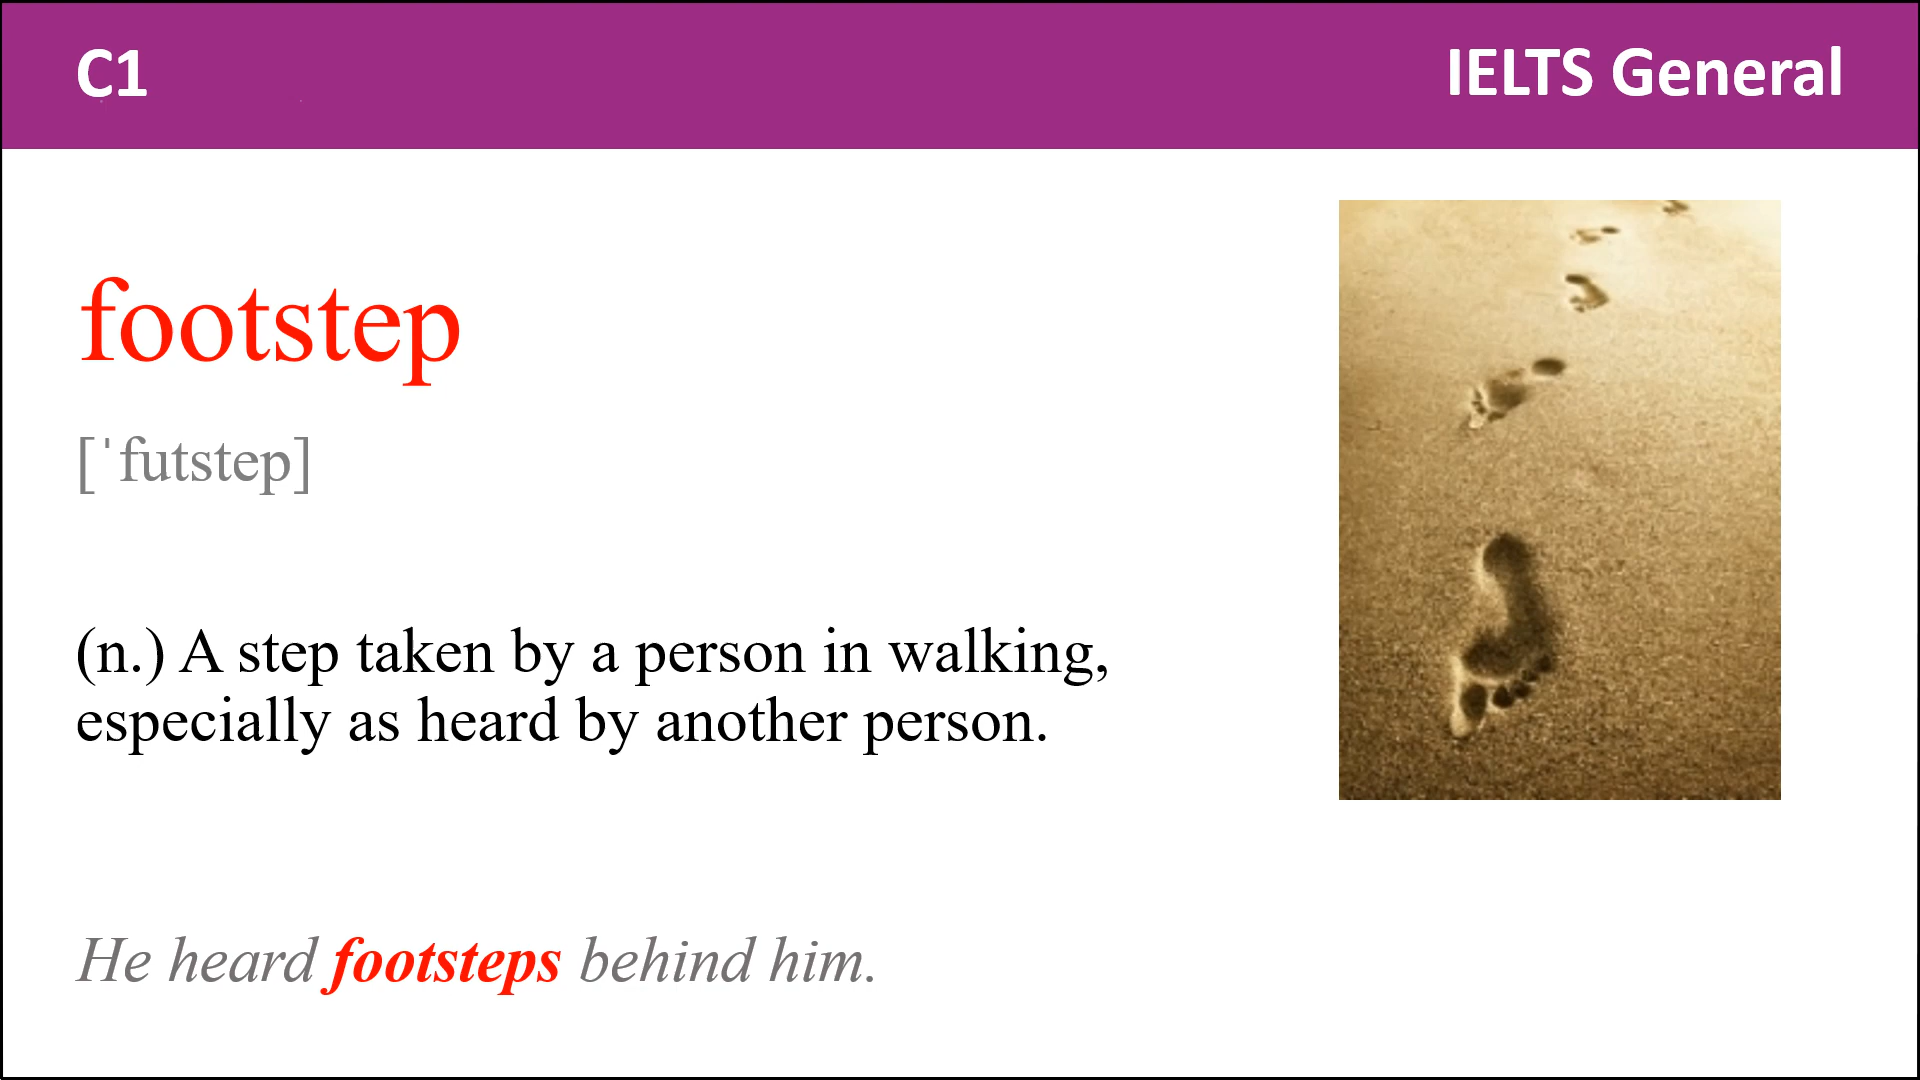 C1
IELTS General
footstep
[ˈfutstep]
(n.) A step taken by a person in walking,
especially as heard by another person.
He heard footsteps behind him.